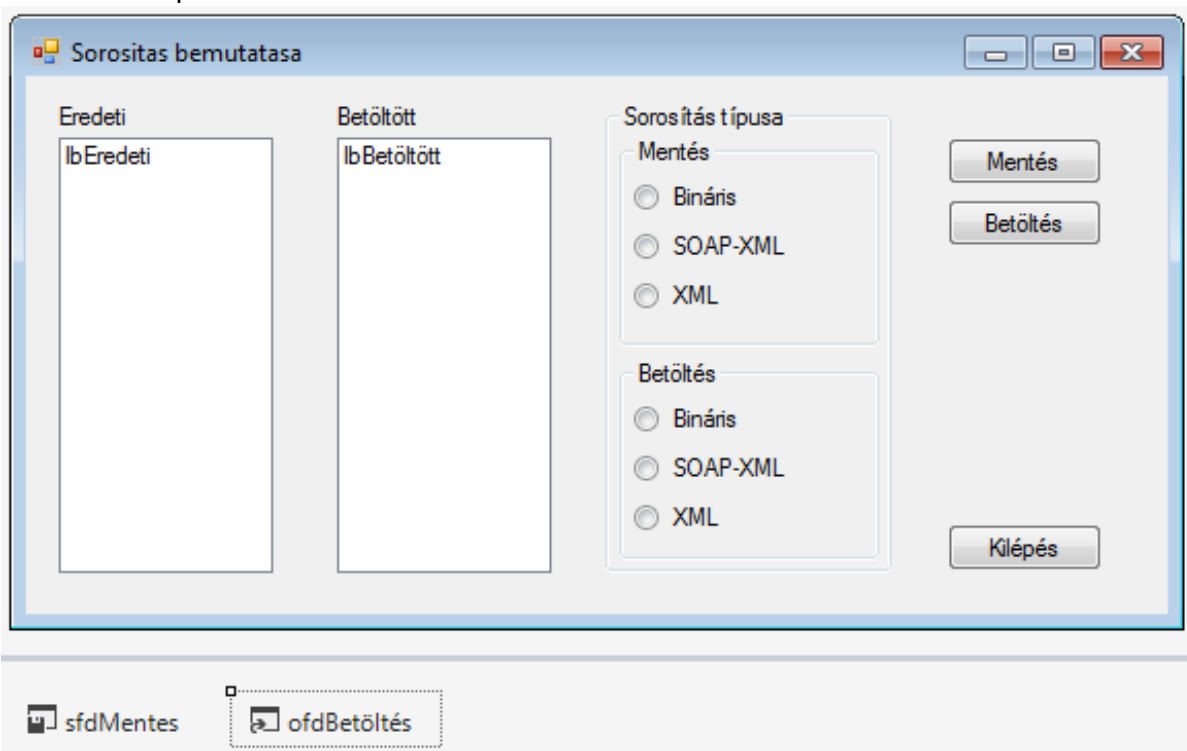 Sorositas bemutatasa
Eredeti
lbEredeti
Betöltött
lbBetöltött
Sorosítás típusa
Mentés
Bináris
SOAP-XML
XML
Betöltés
Bináris
SOAP-XML
XML
Mentés
Betöltés
Kilépés
sfdMentes
ofdBetöltés